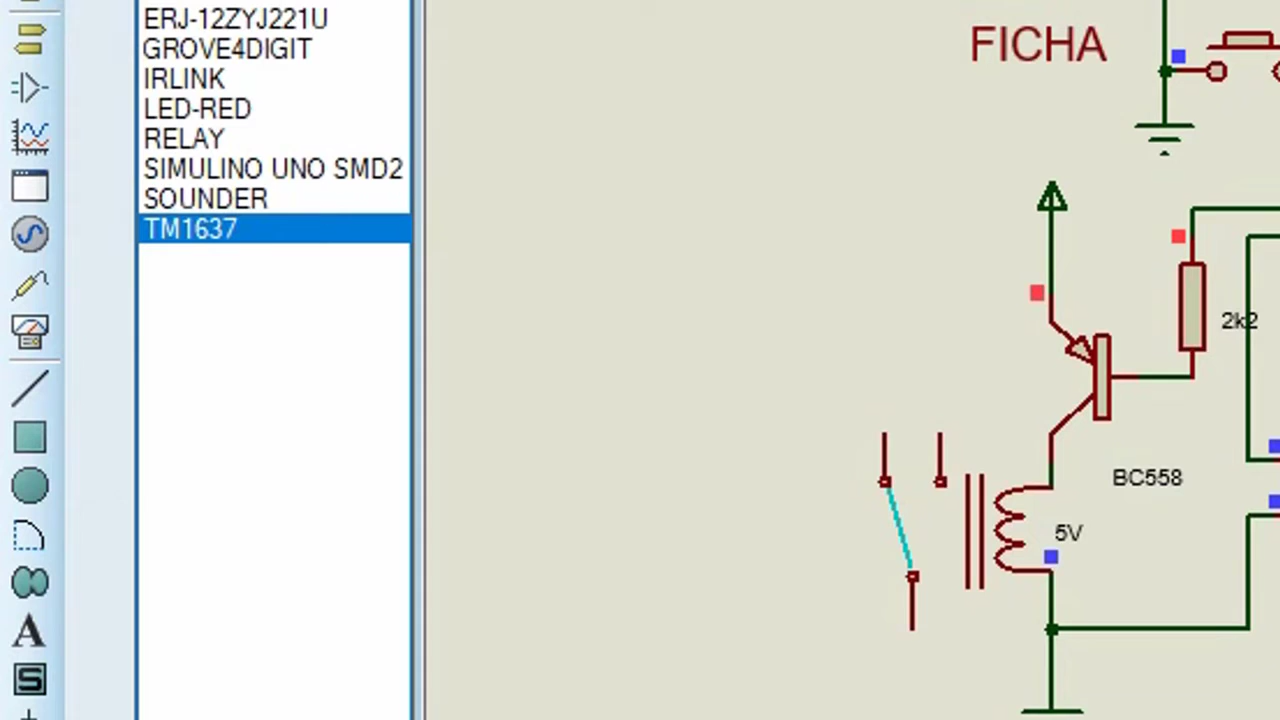 ERJ-12ZYJ221U
GROVE4DIGIT
IRLINK
LED-RED
RELAY
SIMULINO UNO SMD2
SOUNDER
TM1637
FICHA
2k2
BC558
5V
A
S